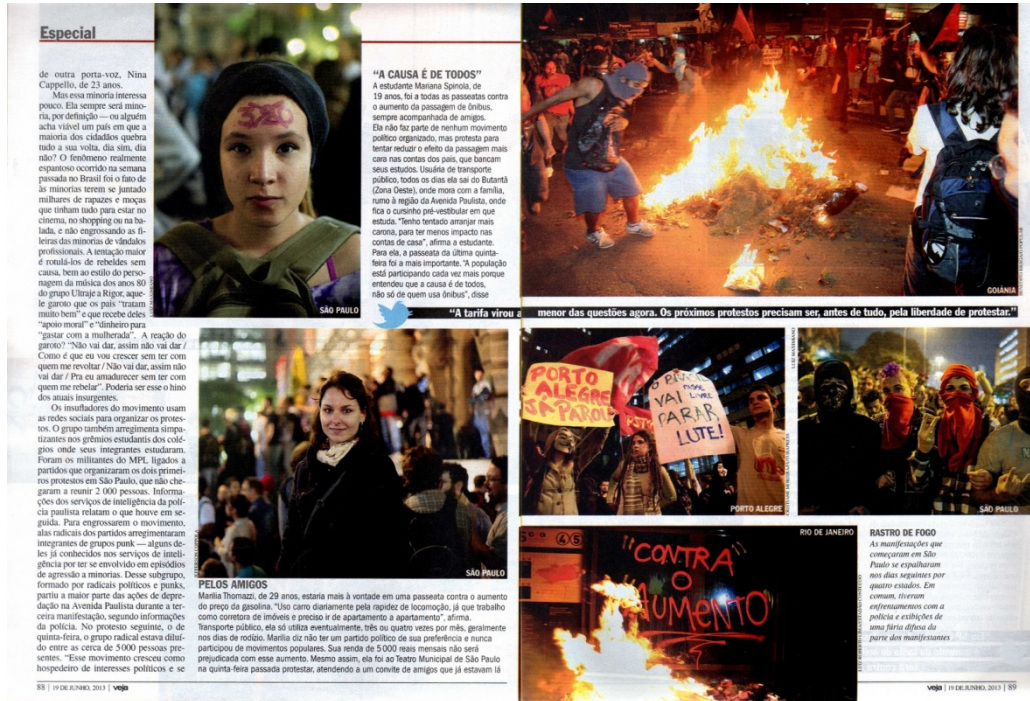 Especial
de outra porta-voz, Nina
Cappello, de 23 anos.
Mas essa minoria interessa
pouco. Ela sempre será mino-
ria, por definição — ou alguém
acha viável um país em que a
maioria dos cidadãos quebra
tudo a sua volta, dia sim, dia
não? O fenômeno realmente
espantoso ocorrido na semana
passada no Brasil foi o fato de
às minorias terem se juntado
milhares de rapazes e moças
que tinham tudo para estar no
cinema, no shopping ou na ba-
lada, e não engrossando as fi-
leiras das minorias de vândalos
profissionais. A tentação maior
é rotulá-los de rebeldes sem
causa, bem ao estilo do perso-
nagem da música dos anos 80
do grupo Ultraje a Rigor, aque-
le garoto que os pais "tratam
muito bem" e que recebe deles
"apoio moral" e "dinheiro para
"gastar com a mulherada". A reação do
garoto? "Não vai dar, assim não vai dar /
Como é que eu vou crescer sem ter com
quem me revoltar / Não vai dar, assim não
vai dar / Pra eu amadurecer sem ter com
quem me rebelar". Poderia ser esse o hino
dos atuais insurgentes.
Os insufladores do movimento usam
as redes sociais para organizar os protes-
tos. O grupo também arregimenta simpa-
tizantes nos grêmios estudantis dos colé-
gios onde seus integrantes estudaram.
Foram os militantes do MPL ligados a
partidos que organizaram os dois primei-
ros protestos em São Paulo, que não che-
garam a reunir 2 000 pessoas. Informa-
ções dos serviços de inteligência da polí-
cia paulista relatam o que houve em se-
guida. Para engrossarem o movimento,
alas radicais dos partidos arregimentaram
integrantes de grupos punk — alguns de-
les já conhecidos nos serviços de inteli-
gência por ter se envolvido em episódios
de agressão a minorias. Desse subgrupo,
formado por radicais políticos e punks,
partiu a maior parte das ações de depre-
dação na Avenida Paulista durante a ter-
ceira manifestação, segundo informações
da polícia. No protesto seguinte, o de
quinta-feira, o grupo radical estava diluí-
do entre as cerca de 5 000 pessoas pre-
sentes. "Esse movimento cresceu como
hospedeiro de interesses políticos e se
88 | 19 DE JUNHO, 2013 | veja
3,20
SÃO PAULO
"A CAUSA É DE TODOS"
A estudante Mariana Spinola, de
19 anos, foi a todas as passeatas contra
o aumento da passagem de ônibus,
sempre acompanhada de amigos.
Ela não faz parte de nenhum movimento
político organizado, mas protesta para
tentar reduzir o efeito da passagem mais
cara nas contas dos pais, que bancam
seus estudos. Usuária de transporte
público, todos os dias ela sai do Butantã
(Zona Oeste), onde mora com a família,
rumo à região da Avenida Paulista, onde
fica o cursinho pré-vestibular em que
estuda. "Tenho tentado arranjar mais
carona, para ter menos impacto nas
contas de casa", afirma a estudante.
Para ela, a passeata da última quinta-
feira foi a mais importante. "A população
está participando cada vez mais porque
entendeu que a causa é de todos,
não só de quem usa ônibus", disse
GOIÂNIA
"A tarifa virou a menor das questões agora. Os próximos protestos precisam ser, antes de tudo, pela liberdade de protestar."
SÃO PAULO
PELOS AMIGOS
Marilia Thomazzi, de 29 anos, estaria mais à vontade em uma passeata contra o aumento
do preço da gasolina. "Uso carro diariamente pela rapidez de locomoção, já que trabalho
como corretora de imóveis e preciso ir de apartamento a apartamento", afirma.
Transporte público, ela só utiliza eventualmente, três ou quatro vezes por mês, geralmente
nos dias de rodízio. Marilia diz não ter um partido político de sua preferência e nunca
participou de movimentos populares. Sua renda de 5 000 reais mensais não será
prejudicada com esse aumento. Mesmo assim, ela foi ao Teatro Municipal de São Paulo
na quinta-feira passada protestar, atendendo a um convite de amigos que já estavam lá
PORTO
ALEGRE
JÁ PAROU
PSTU
VAI
PARAR
LUTE!
PORTO ALEGRE
SÃO PAULO
RIO DE JANEIRO
"CONTRA
O
AUMENTO
RASTRO DE FOGO
As manifestações que
começaram em São
Paulo se espalharam
nos dias seguintes por
quatro estados. Em
comum, tiveram
enfrentamentos com a
polícia e exibições de
uma fúria difusa da
parte dos manifestantes
veja | 19 DE JUNHO, 2013 | 89